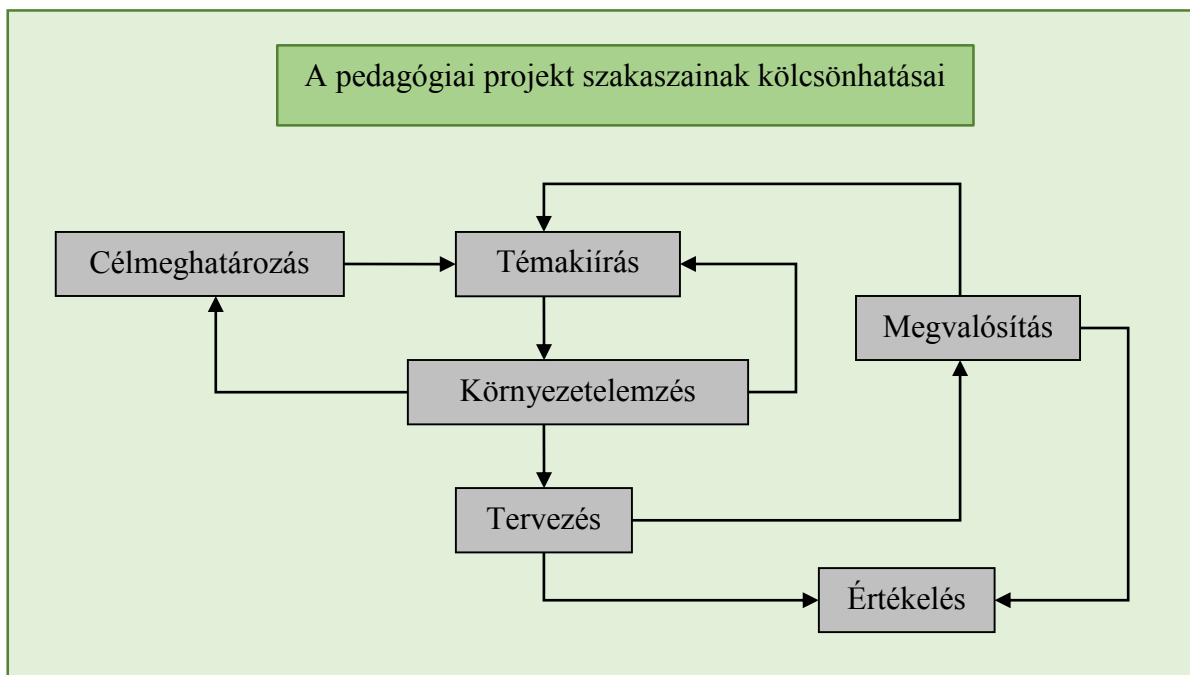 A pedagógiai projekt szakaszainak kölcsönhatásai
Célmeghatározás
Témakiírás
Megvalósítás
Környezetelemzés
Tervezés
Értékelés